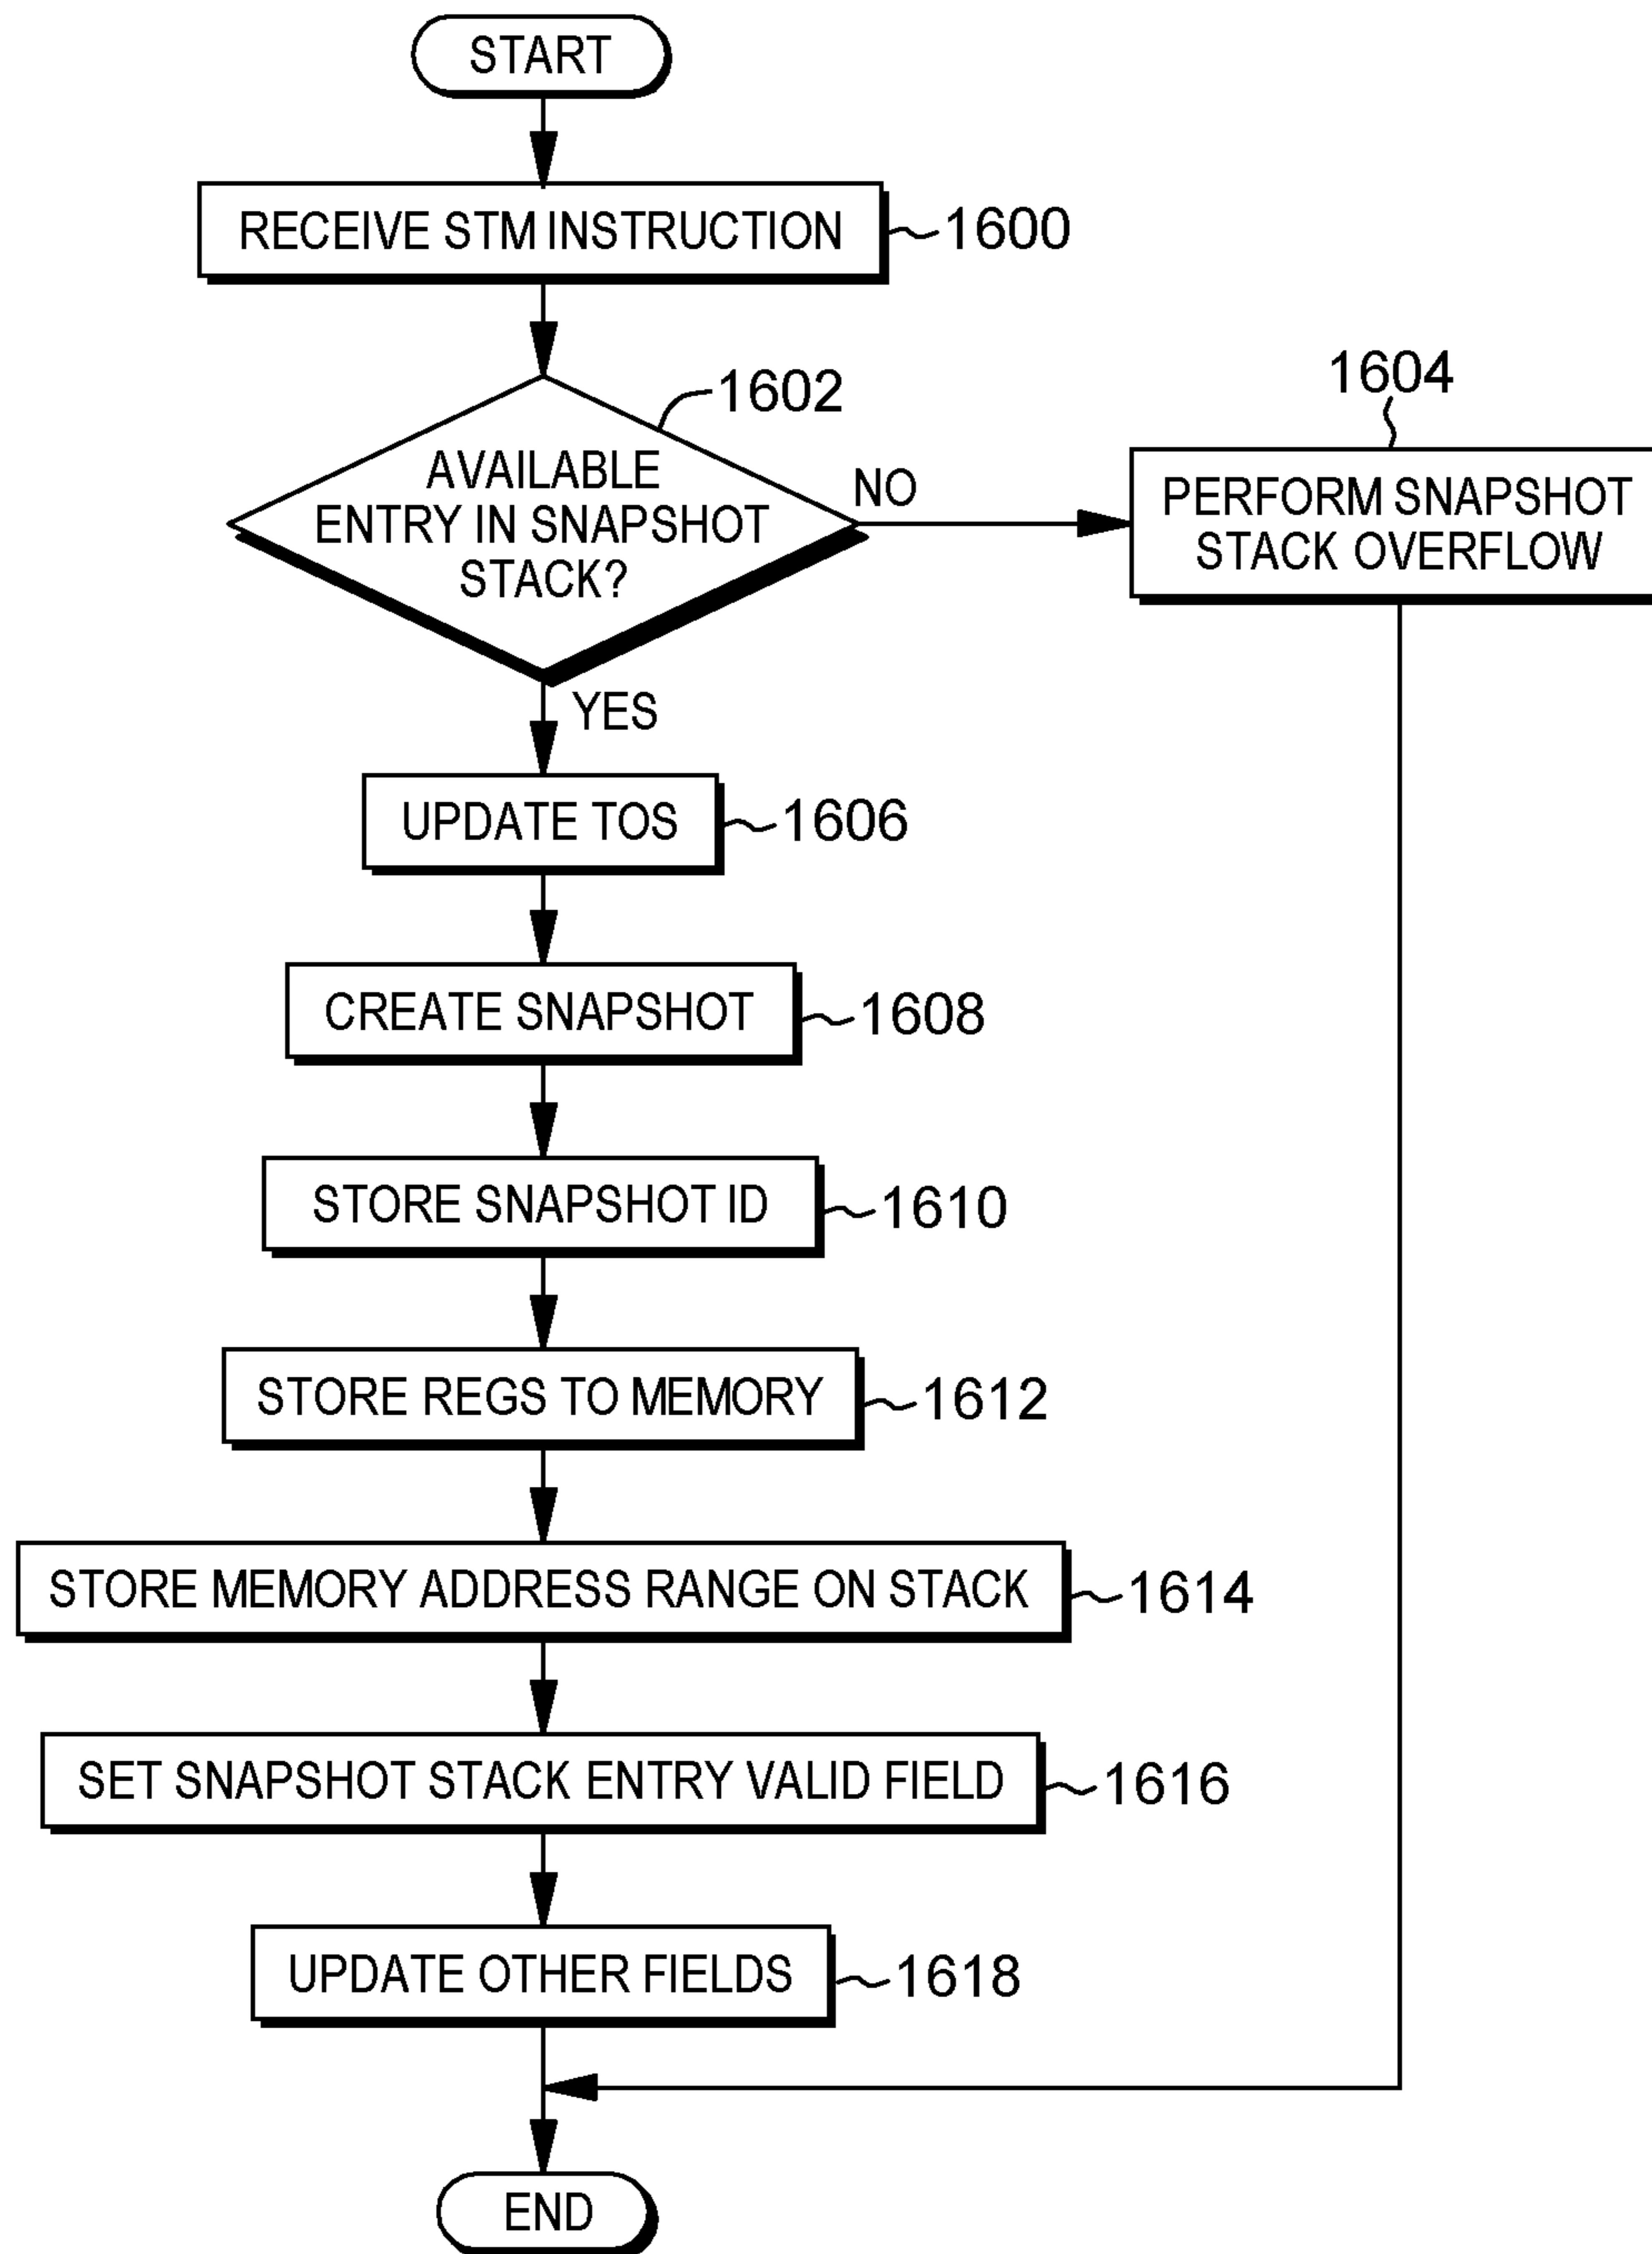 START
RECEIVE STM INSTRUCTION
1600
1602
1604
AVAILABLE
ENTRY IN SNAPSHOT
STACK?
NO
PERFORM SNAPSHOT
STACK OVERFLOW
YES
UPDATE TOS
1606
CREATE SNAPSHOT
1608
STORE SNAPSHOT ID
1610
STORE REGS TO MEMORY
1612
STORE MEMORY ADDRESS RANGE ON STACK
1614
SET SNAPSHOT STACK ENTRY VALID FIELD
1616
UPDATE OTHER FIELDS
1618
END